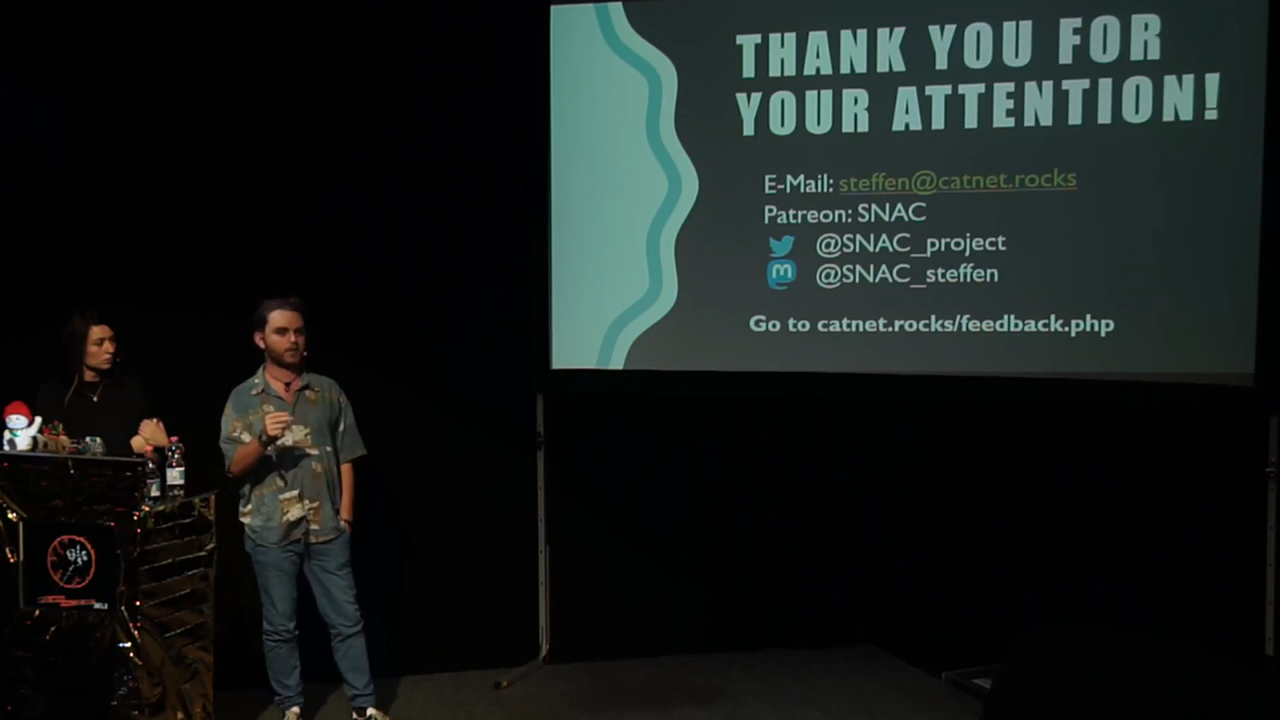 THANK YOU FOR
YOUR ATTENTION!
E-Mail: steffen@catnet.rocks
Patreon: SNAC
@SNAC_project
@SNAC_steffen
Go to catnet.rocks/feedback.php